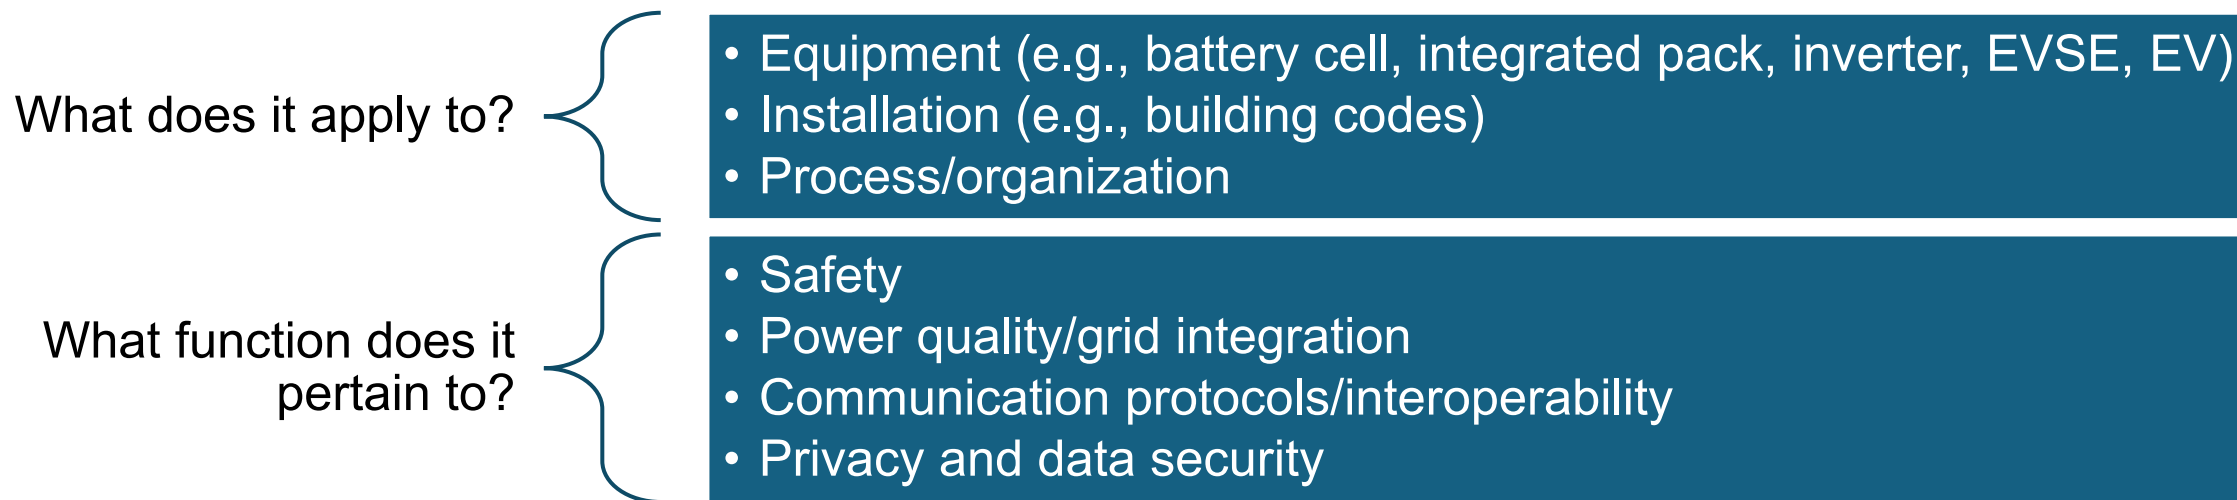 What does it apply to?
• Equipment (e.g., battery cell, integrated pack, inverter, EVSE, EV)
• Installation (e.g., building codes)
• Process/organization
What function does it
pertain to?
• Safety
• Power quality/grid integration
• Communication protocols/interoperability
• Privacy and data security